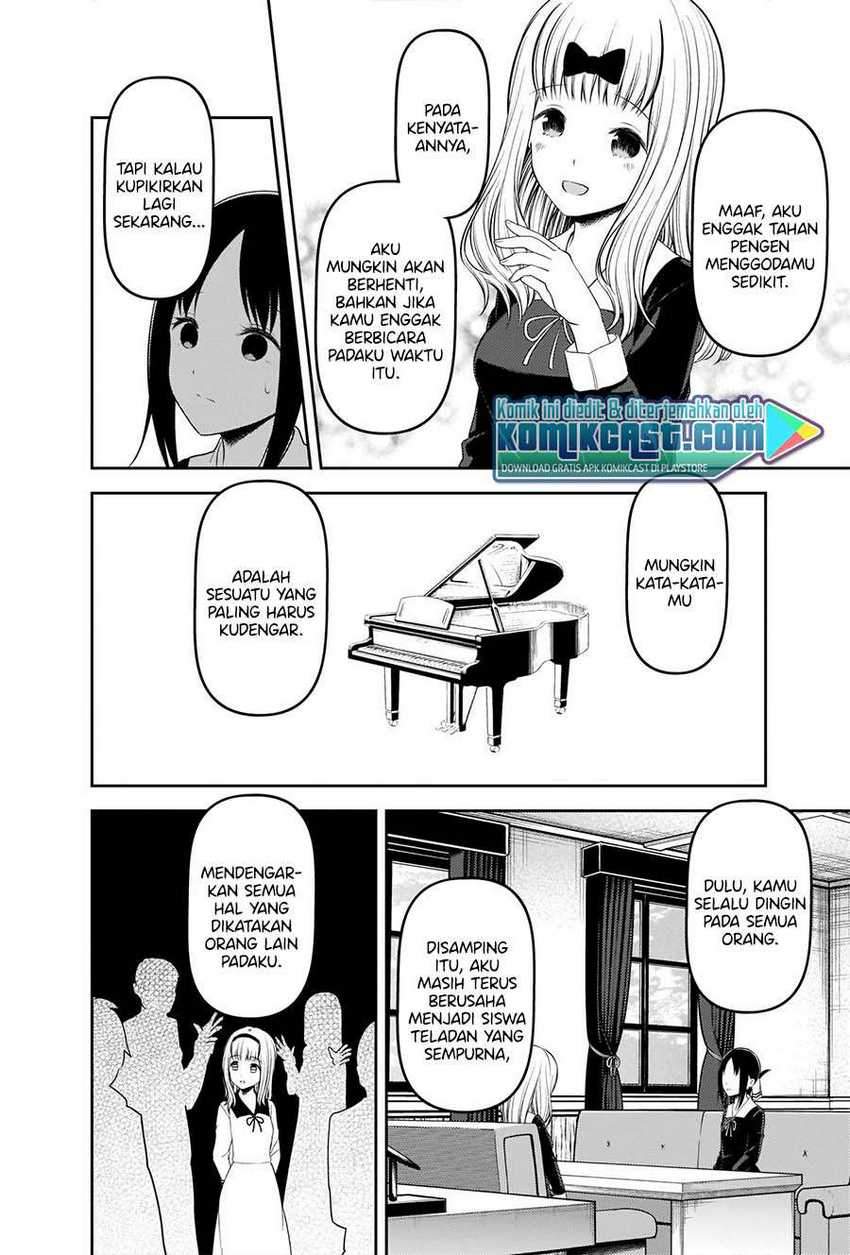 MAAF, AKU
ENGGAK TAHAN
PENGEN
MENGGODAMU
SEDIKIT.
PADA
KENYATA-
ANNYA,
AKU
MUNGKIN AKAN
BERHENTI,
BAHKAN JIKA
KAMU ENGGAK
BERBICARA
PADAKU WAKTU
ITU.
TAPI KALAU
KUPIKIRKAN
LAGI
SEKARANG...
Komik ini diedit & diterjemahkan oleh
KOMIKCAST.COM
DOWNLOAD GRATIS APK KOMIKCAST DI PLAYSTORE
MUNGKIN
KATA-KATA-
MU
ADALAH
SESUATU YANG
PALING HARUS
KUDENGAR.
DULU, KAMU
SELALU DINGIN
PADA SEMUA
ORANG.
DISAMPING
ITU, AKU
MASIH TERUS
BERUSAHA
MENJADI SISWA
TELADAN YANG
SEMPURNA,
MENDENGAR-
KAN SEMUA
HAL YANG
DIKATAKAN
ORANG LAIN
PADAKU.